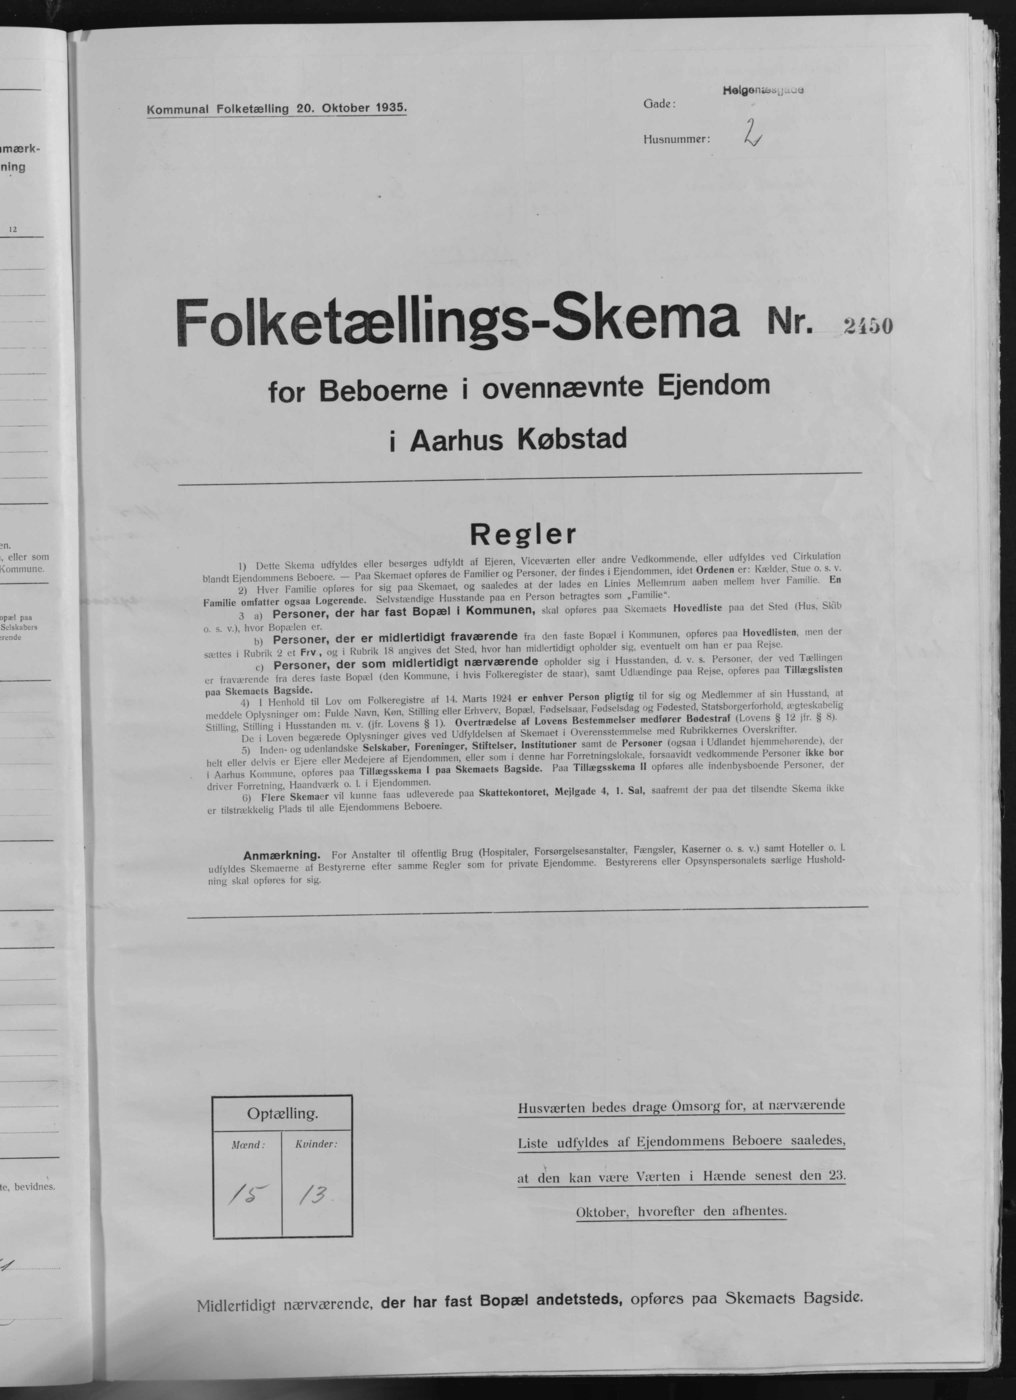 mærk-
ning
12
en.
, eller som
Kommune.
opæl paa
Selskabers
erende
te, bevidnes.
Kommunal Folketælling 20. Oktober 1935.
Gade: Helgenæsgade
Husnummer: 2
Folketællings-Skema Nr. 2450
for Beboerne i ovennævnte Ejendom
i Aarhus Købstad
Regler
1) Dette Skema udfyldes eller besørges udfyldt af Ejeren, Viceværten eller andre Vedkommende, eller udfyldes ved Cirkulation
blandt Ejendommens Beboere. — Paa Skemaet opføres de Familier og Personer, der findes i Ejendommen, idet Ordenen er: Kælder, Stue o. s. v.
2) Hver Familie opføres for sig paa Skemaet, og saaledes at der lades en Linies Mellemrum aaben mellem hver Familie. En
Familie omfatter ogsaa Logerende. Selvstændige Husstande paa en Person betragtes som „Familie“.
3 a) Personer, der har fast Bopæl i Kommunen, skal opføres paa Skemaets Hovedliste paa det Sted (Hus, Skib
o. s. v.), hvor Bopælen er.
b) Personer, der er midlertidigt fraværende fra den faste Bopæl i Kommunen, opføres paa Hovedlisten, men der
sættes i Rubrik 2 et Frv., og i Rubrik 18 angives det Sted, hvor han midlertidigt opholder sig, eventuelt om han er paa Rejse.
c) Personer, der som midlertidigt nærværende opholder sig i Husstanden, d. v. s. Personer, der ved Tællingen
er fraværende fra deres faste Bopæl (den Kommune, i hvis Folkeregister de staar), samt Udlændinge paa Rejse, opføres paa Tillægslisten
paa Skemaets Bagside.
4) I Henhold til Lov om Folkeregistre af 14. Marts 1924 er enhver Person pligtig til for sig og Medlemmer af sin Husstand, at
meddele Oplysninger om: Fulde Navn, Køn, Stilling eller Erhverv, Bopæl, Fødselsaar, Fødselsdag og Fødested, Statsborgerforhold, ægteskabelig
Stilling, Stilling i Husstanden m. v. (jfr. Lovens § 1). Overtrædelse af Lovens Bestemmelser medfører Bødestraf (Lovens § 12 jfr. § 8).
De i Loven begærede Oplysninger gives ved Udfyldelsen af Skemaet i Overensstemmelse med Rubrikkernes Overskrifter.
5) Inden- og udenlandske Selskaber, Foreninger, Stiftelser, Institutioner samt de Personer (ogsaa i Udlandet hjemmehørende), der
helt eller delvis er Ejere eller Medejere af Ejendommen, eller som i denne har Forretningslokale, forsaavidt vedkommende Personer ikke bor
i Aarhus Kommune, opføres paa Tillægsskema I paa Skemaets Bagside. Paa Tillægsskema II opføres alle indenbysboende Personer, der
driver Forretning, Haandværk o. l. i Ejendommen.
6) Flere Skemaer vil kunne faas udleverede paa Skattekontoret, Mejlgade 4, 1. Sal, saafremt der paa det tilsendte Skema ikke
er tilstrækkelig Plads til alle Ejendommens Beboere.
Anmærkning. For Anstalter til offentlig Brug (Hospitaler, Forsørgelsesanstalter, Fængsler, Kaserner o. s. v.) samt Hoteller o. l.
udfyldes Skemaerne af Bestyrerne efter samme Regler som for private Ejendomme. Bestyrerens eller Opsynspersonalets særlige Hushold-
ning skal opføres for sig.
Optælling.
Mænd: Kvinder:
15 13
Husværten bedes drage Omsorg for, at nærværende
Liste udfyldes af Ejendommens Beboere saaledes,
at den kan være Værten i Hænde senest den 23.
Oktober, hvorefter den afhentes.
Midlertidigt nærværende, der har fast Bopæl andetsteds, opføres paa Skemaets Bagside.